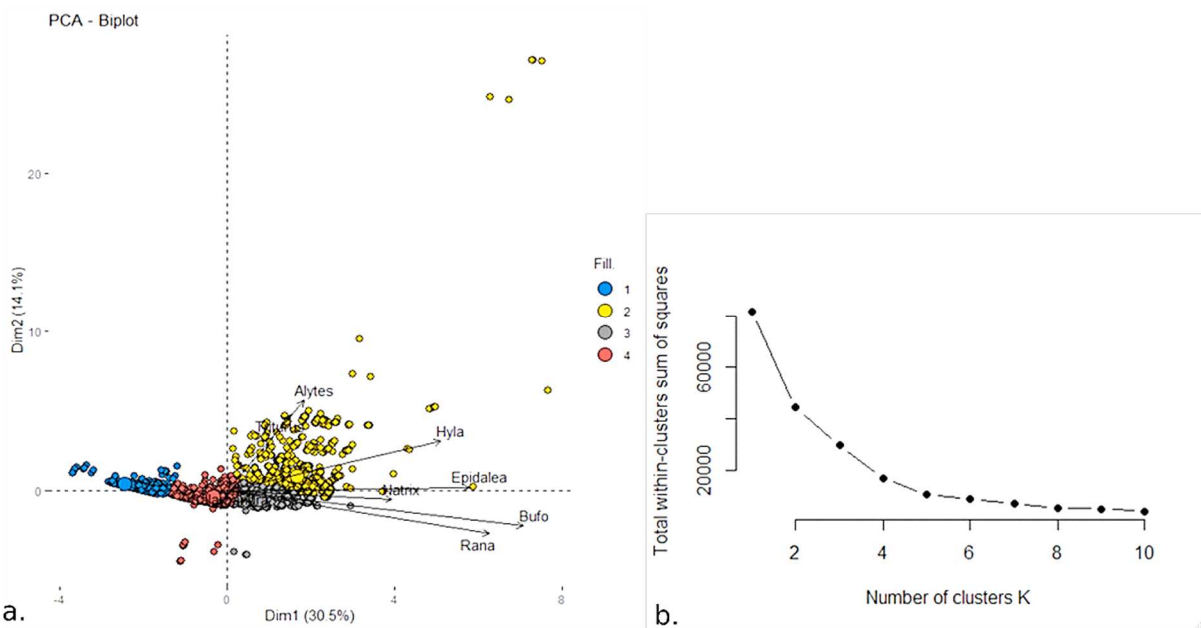 PCA - Biplot
20
10
0
Dim2 (14.1%)
-4
0
4
8
Dim1 (30.5%)
Alytes
Hyla
Epidalea
Natrix
Bufo
Rana
Fill.
1
2
3
4
a.
Total within-clusters sum of squares
60000
20000
2
4
6
8
10
Number of clusters K
b.